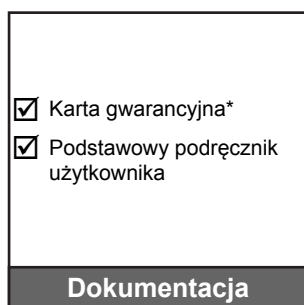 ☑ Karta gwarancyjna*
☑ Podstawowy podręcznik
użytkownika
Dokumentacja